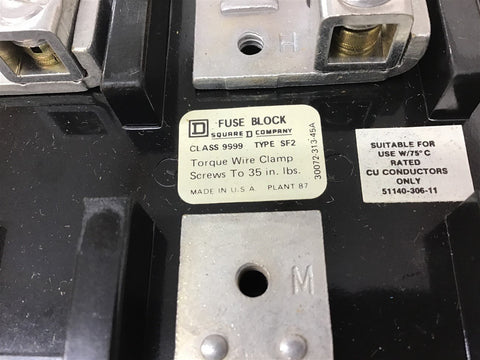 H
FUSE BLOCK
D SQUARE D COMPANY
CLASS 9999 TYPE SF2
Torque Wire Clamp
Screws To 35 in. lbs.
MADE IN U.S.A. PLANT 87
30072-313-45A
SUITABLE FOR
USE W/75°C
RATED
CU CONDUCTORS
ONLY
51140-306-11
M